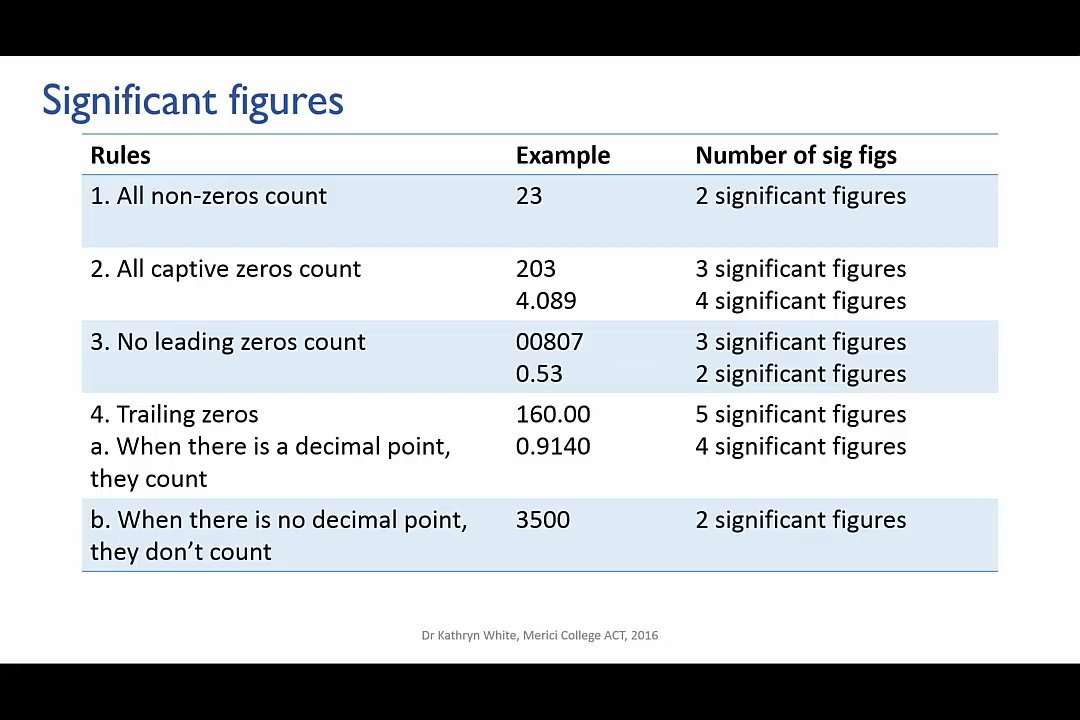 Significant figures
Rules Example Number of sig figs
1. All non-zeros count 23 2 significant figures
2. All captive zeros count 203 3 significant figures
4.089 4 significant figures
3. No leading zeros count 00807 3 significant figures
0.53 2 significant figures
4. Trailing zeros 160.00 5 significant figures
a. When there is a decimal point, 0.9140 4 significant figures
they count
b. When there is no decimal point, 3500 2 significant figures
they don’t count
Dr Kathryn White, Merici College ACT, 2016